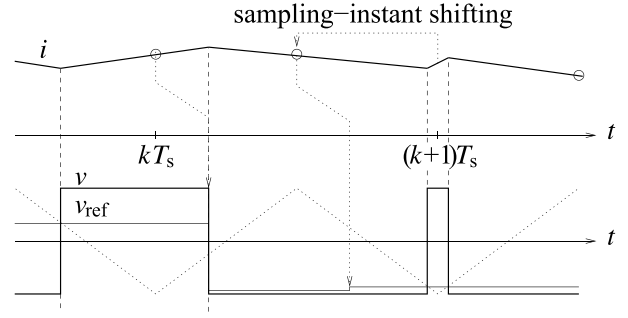 sampling−instant shifting
i
t
kTs
(k+1)Ts
v
vref
t